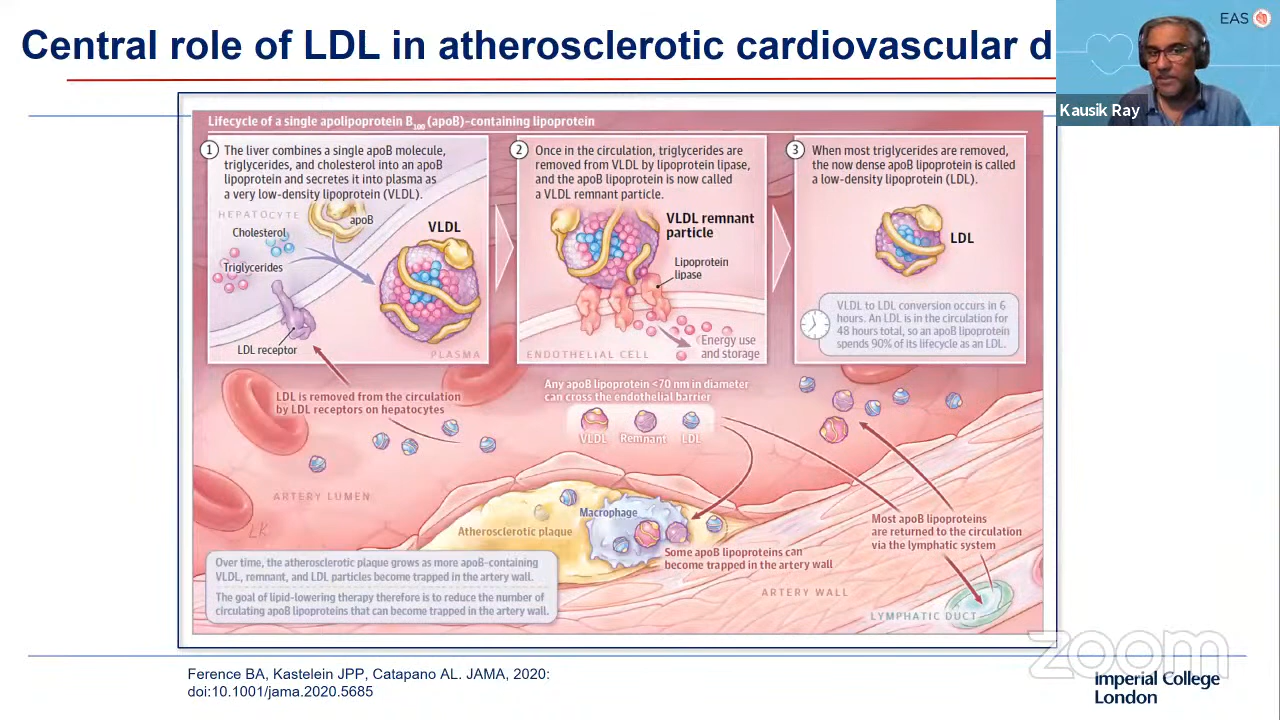 Central role of LDL in atherosclerotic cardiovascular d
EAS
Kausik Ray
Lifecycle of a single apolipoprotein B100 (apoB)–containing lipoprotein
1
The liver combines a single apoB molecule,
triglycerides, and cholesterol into an apoB
lipoprotein and secretes it into plasma as
a very low-density lipoprotein (VLDL).
HEPATOCYTE
apoB
Cholesterol
VLDL
Triglycerides
LDL receptor
PLASMA
2
Once in the circulation, triglycerides are
removed from VLDL by lipoprotein lipase,
and the apoB lipoprotein is now called
a VLDL remnant particle.
VLDL remnant
particle
Lipoprotein
lipase
Energy use
and storage
ENDOTHELIAL CELL
3
When most triglycerides are removed,
the now dense apoB lipoprotein is called
a low-density lipoprotein (LDL).
LDL
VLDL to LDL conversion occurs in 6
hours. An LDL is in the circulation for
48 hours total, so an apoB lipoprotein
spends 90% of its lifecycle as an LDL.
LDL is removed from the circulation
by LDL receptors on hepatocytes
Any apoB lipoprotein <70 nm in diameter
can cross the endothelial barrier
VLDL
Remnant
LDL
ARTERY LUMEN
LK
Macrophage
Atherosclerotic plaque
Some apoB lipoproteins can
become trapped in the artery wall
Most apoB lipoproteins
are returned to the circulation
via the lymphatic system
ARTERY WALL
LYMPHATIC DUCT
Over time, the atherosclerotic plaque grows as more apoB-containing
VLDL, remnant, and LDL particles become trapped in the artery wall.
The goal of lipid-lowering therapy therefore is to reduce the number of
circulating apoB lipoproteins that can become trapped in the artery wall.
zoom
Ference BA, Kastelein JPP, Catapano AL. JAMA, 2020:
doi:10.1001/jama.2020.5685
Imperial College
London